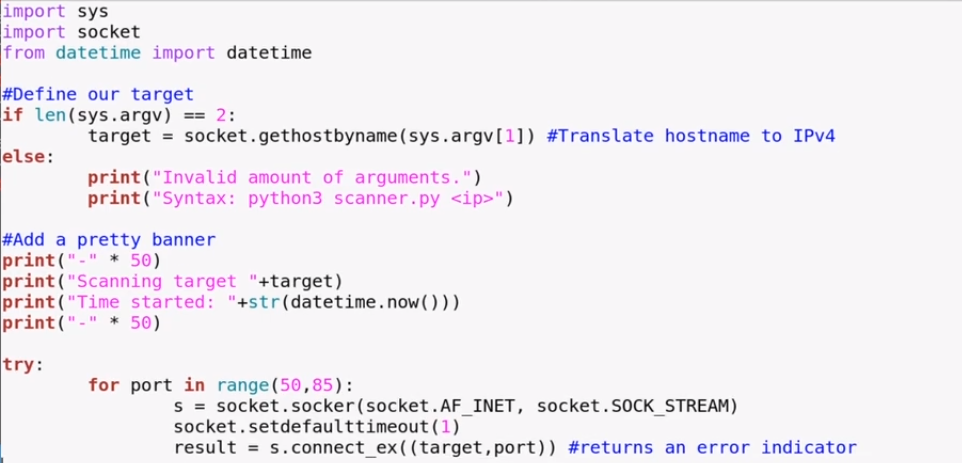 import sys
import socket
from datetime import datetime
#Define our target
if len(sys.argv) == 2:
target = socket.gethostbyname(sys.argv[1]) #Translate hostname to IPv4
else:
print("Invalid amount of arguments.")
print("Syntax: python3 scanner.py <ip>")
#Add a pretty banner
print("-" * 50)
print("Scanning target "+target)
print("Time started: "+str(datetime.now()))
print("-" * 50)
try:
for port in range(50,85):
s = socket.socker(socket.AF_INET, socket.SOCK_STREAM)
socket.setdefaulttimeout(1)
result = s.connect_ex((target,port)) #returns an error indicator